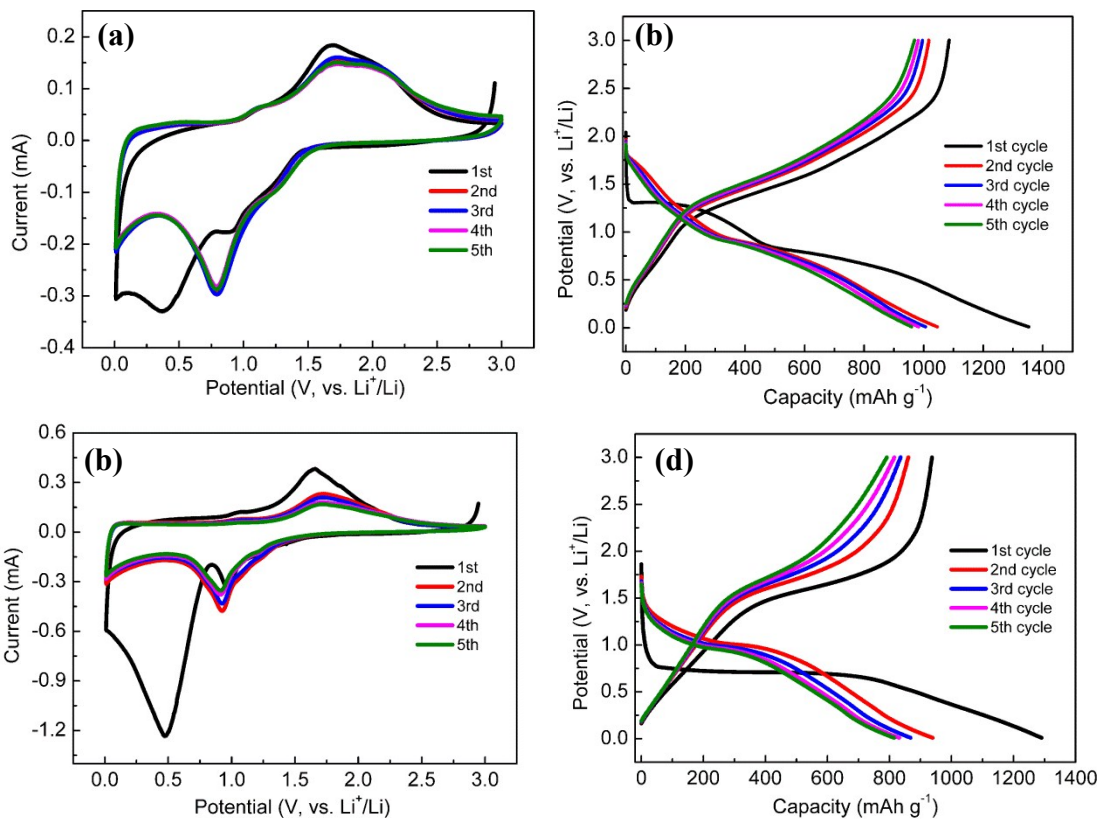 (a)
0.2
0.1
0.0
-0.1
-0.2
-0.3
-0.4
Current (mA)
1st
2nd
3rd
4th
5th
0.0 0.5 1.0 1.5 2.0 2.5 3.0
Potential (V, vs. Li⁺/Li)
(b)
3.0
2.5
2.0
1.5
1.0
0.5
0.0
Potential (V, vs. Li⁺/Li)
1st cycle
2nd cycle
3rd cycle
4th cycle
5th cycle
0 200 400 600 800 1000 1200 1400
Capacity (mAh g⁻¹)
(b)
0.6
0.3
0.0
-0.3
-0.6
-0.9
-1.2
Current (mA)
1st
2nd
3rd
4th
5th
0.0 0.5 1.0 1.5 2.0 2.5 3.0
Potential (V, vs. Li⁺/Li)
(d)
3.0
2.5
2.0
1.5
1.0
0.5
0.0
Potential (V, vs. Li⁺/Li)
1st cycle
2nd cycle
3rd cycle
4th cycle
5th cycle
0 200 400 600 800 1000 1200 1400
Capacity (mAh g⁻¹)